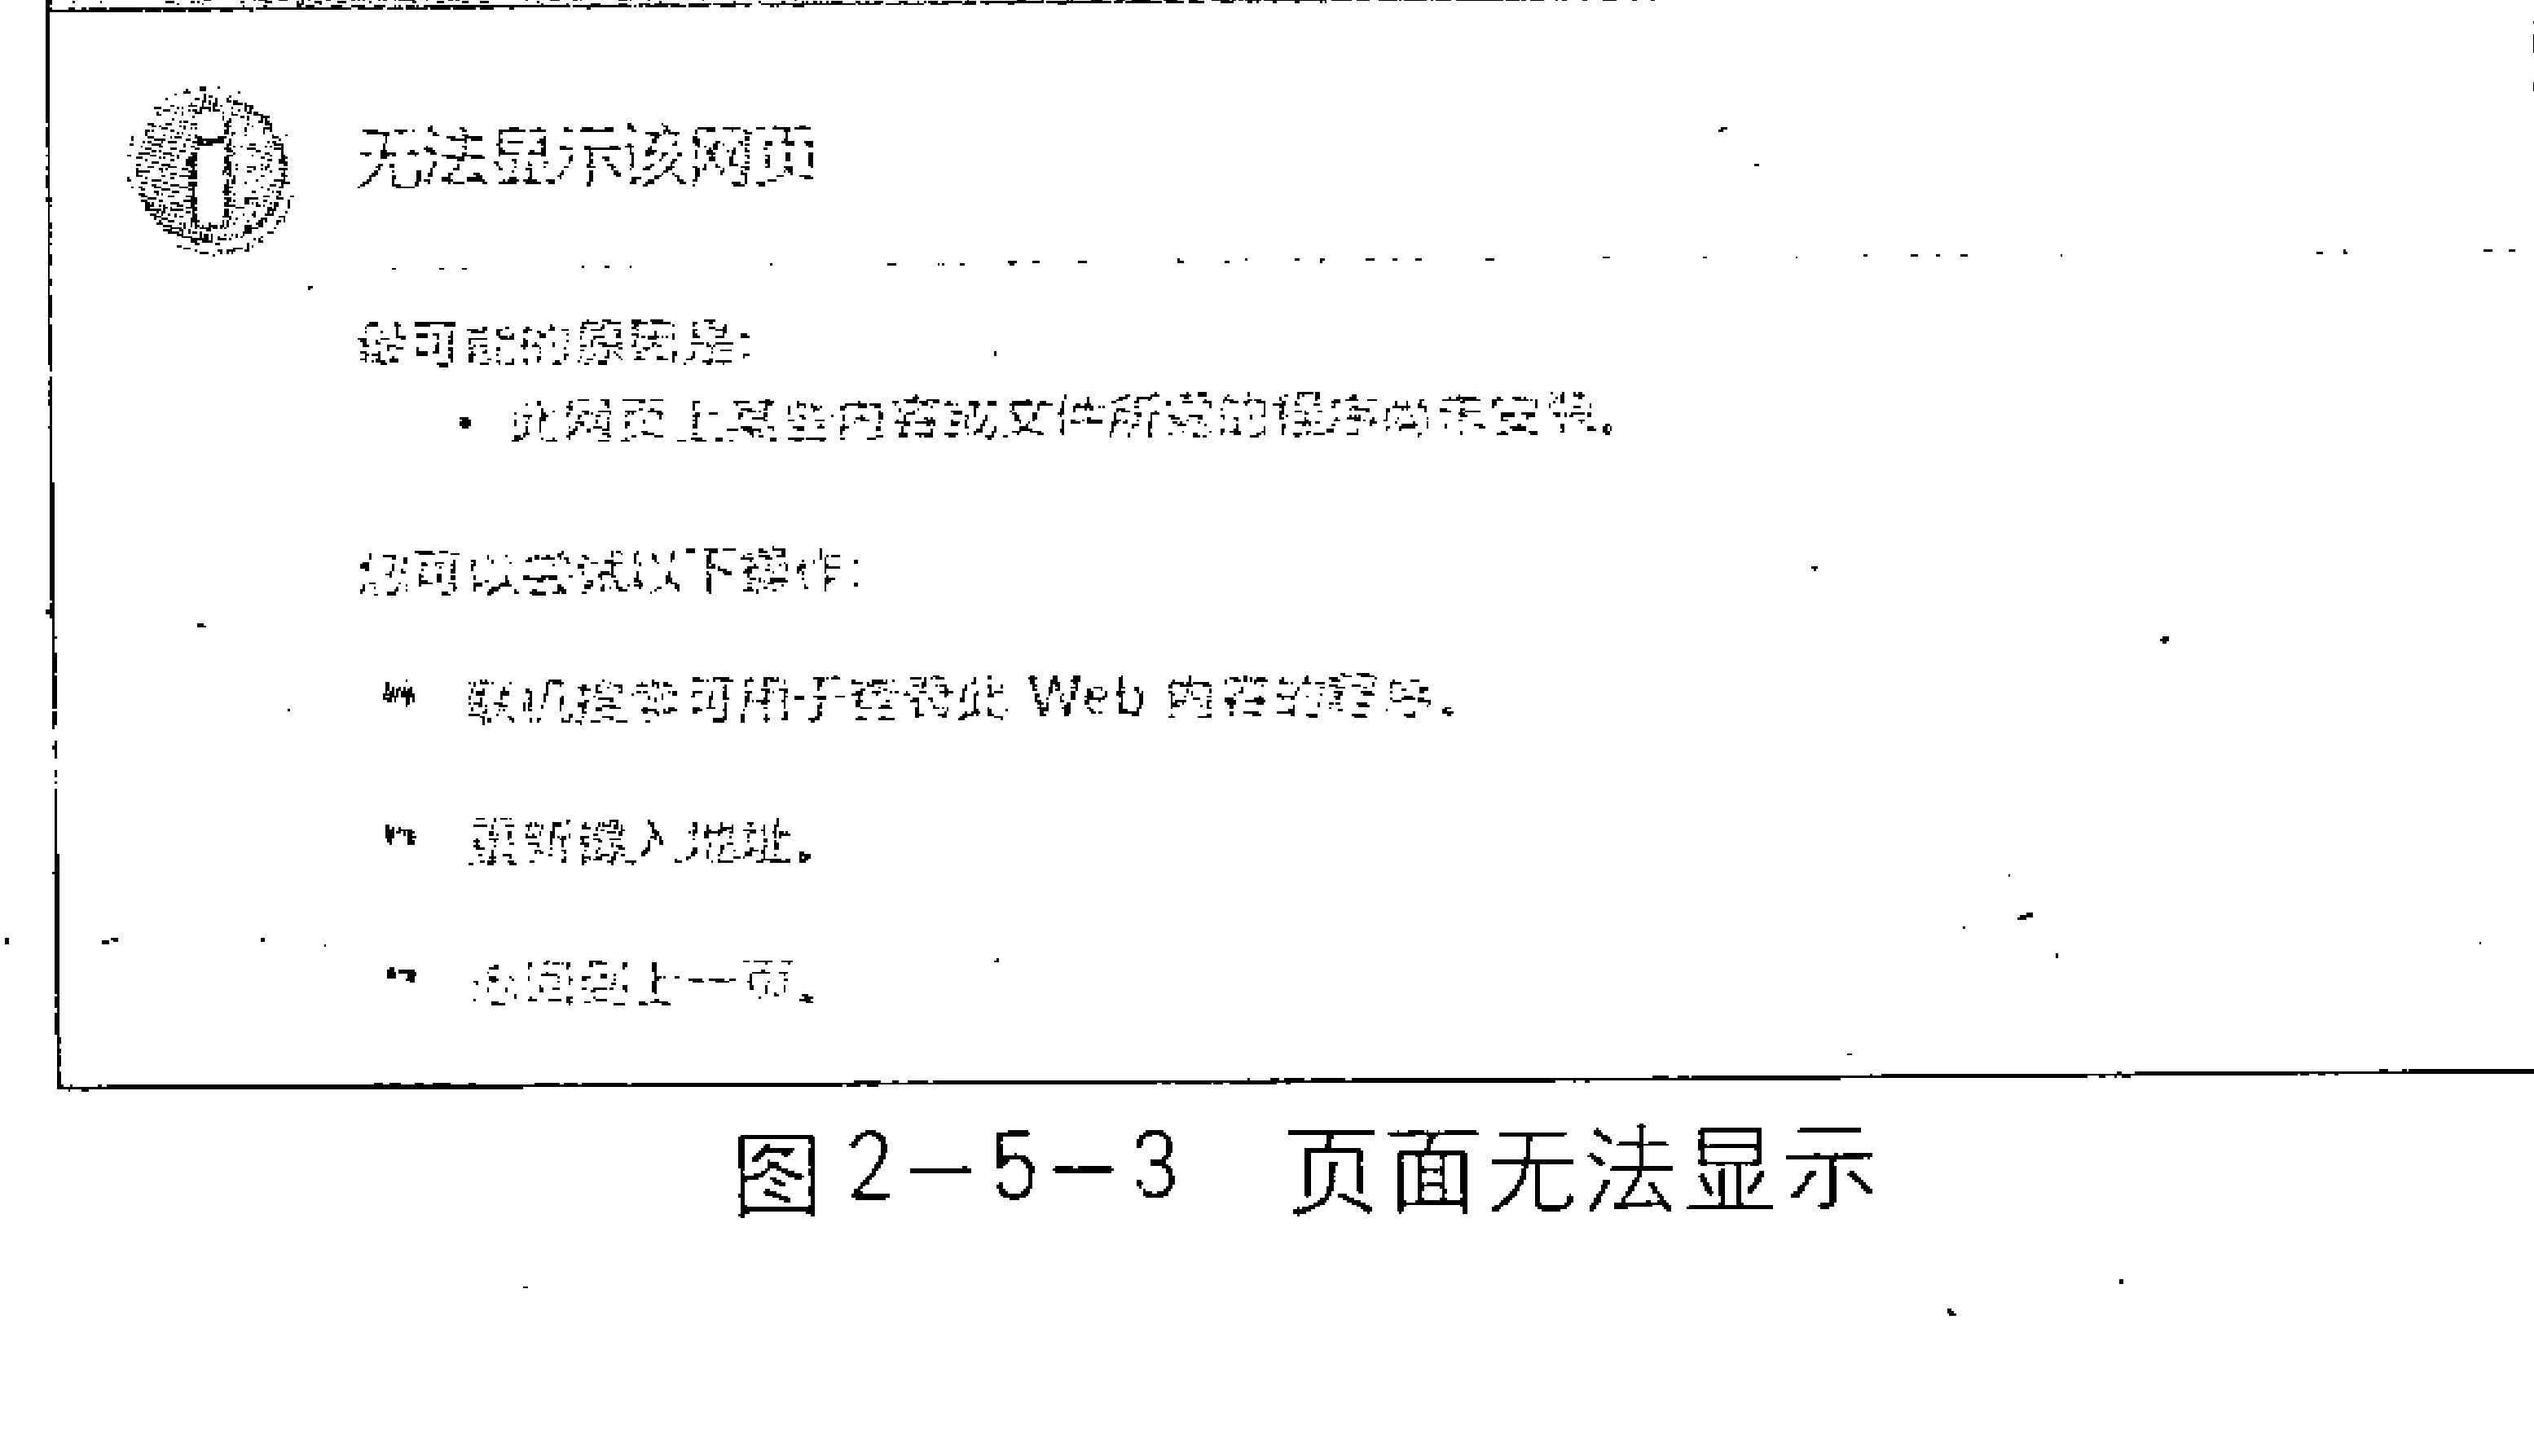 无法显示该网页
最可能的原因是:
• 此网页上某些内容或文件所需的程序尚未安装。
您可以尝试以下操作:
联机搜索可用于查看此 Web 内容的程序。
重新键入地址。
返回到上一页。
图2-5-3 页面无法显示